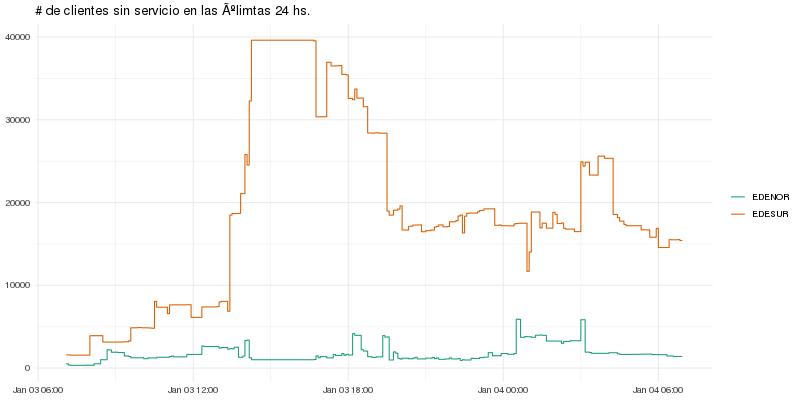 # de clientes sin servicio en las Ãºlimtas 24 hs.
40000
30000
20000
10000
0
EDENOR
EDESUR
Jan 03 06:00
Jan 03 12:00
Jan 03 18:00
Jan 04 00:00
Jan 04 06:00